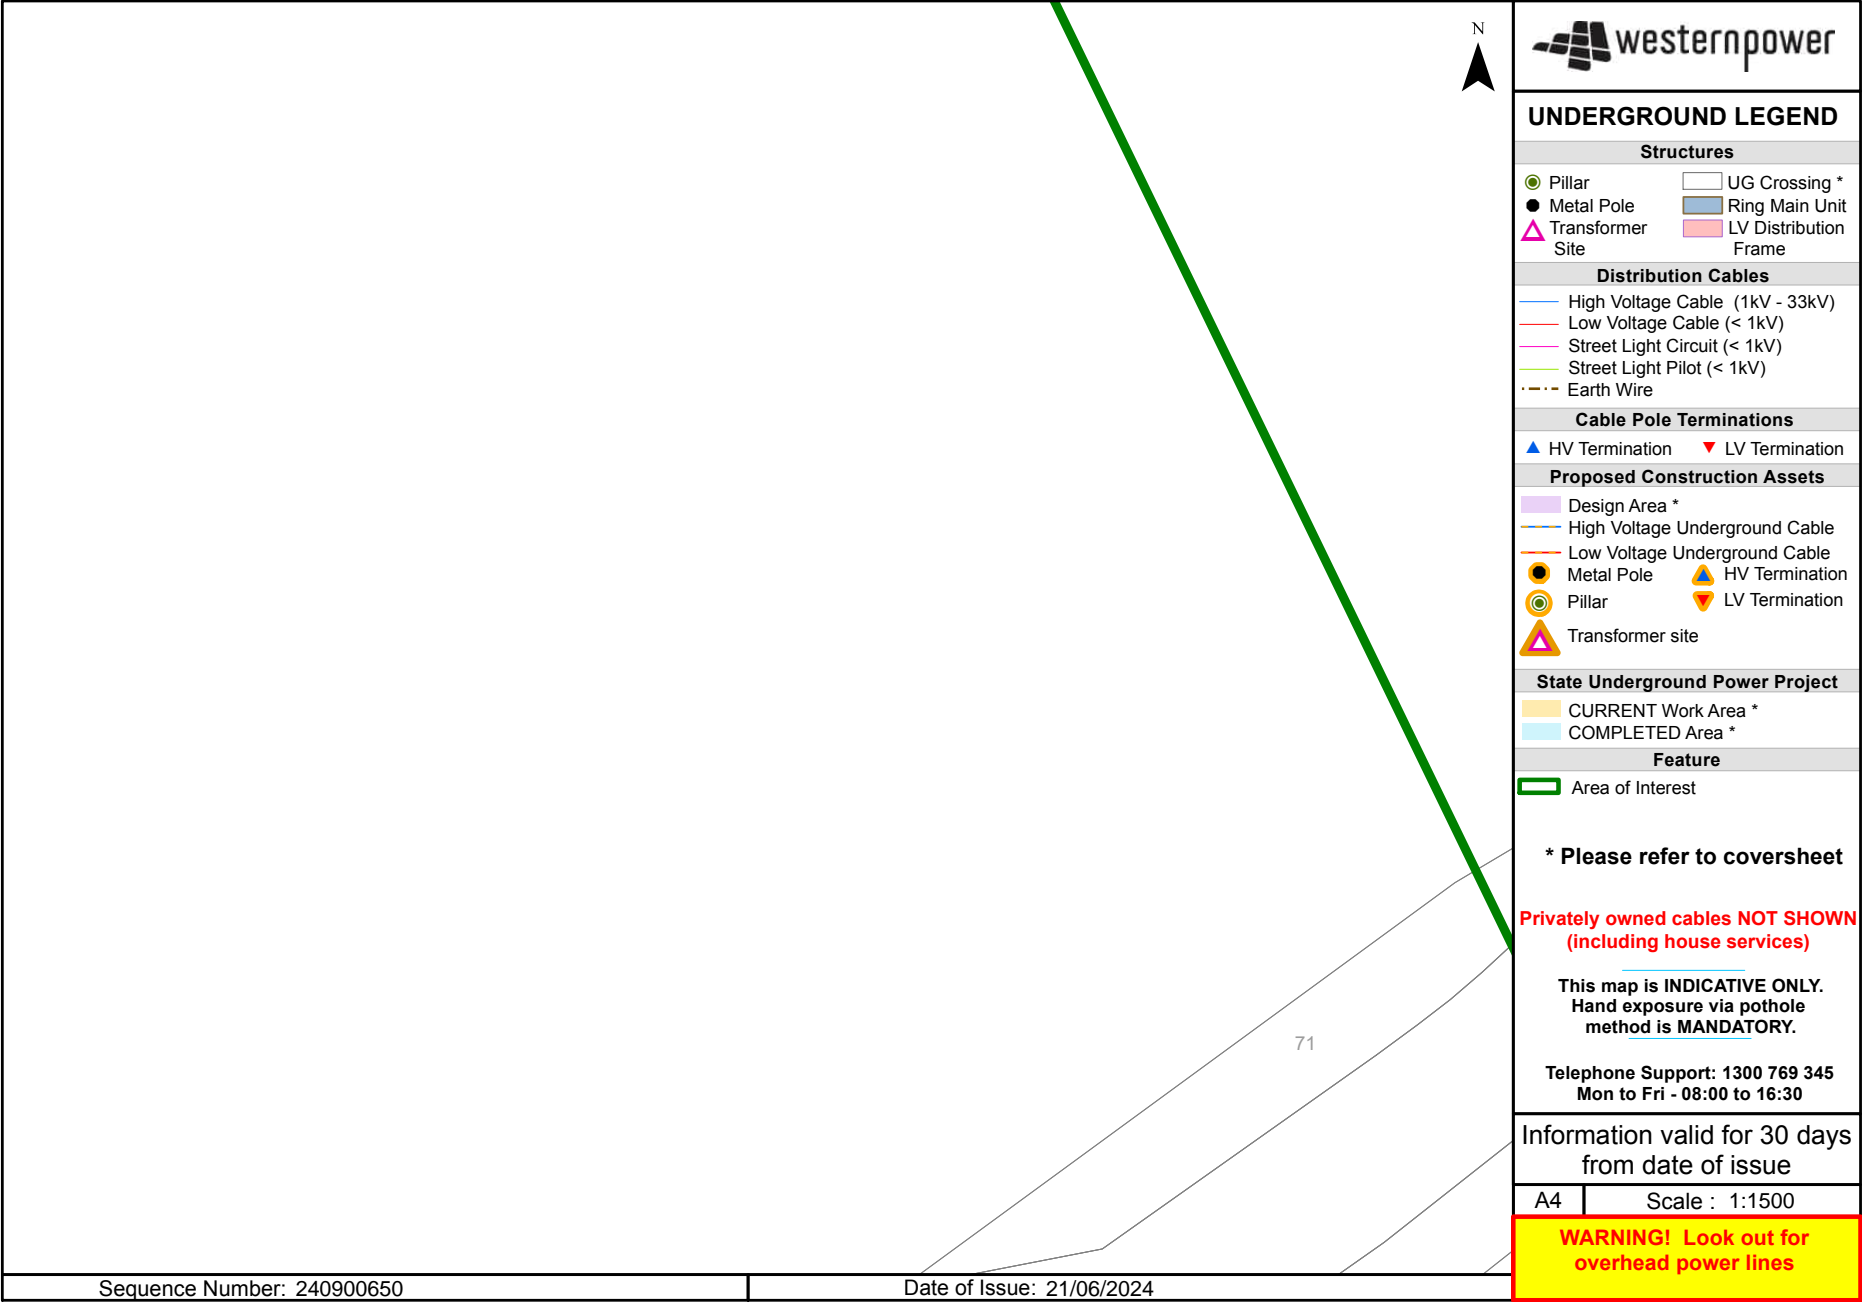 N
westernpower
UNDERGROUND LEGEND
Structures
Pillar
UG Crossing *
Metal Pole
Ring Main Unit
Transformer
Site
LV Distribution
Frame
Distribution Cables
High Voltage Cable (1kV - 33kV)
Low Voltage Cable (< 1kV)
Street Light Circuit (< 1kV)
Street Light Pilot (< 1kV)
Earth Wire
Cable Pole Terminations
HV Termination
LV Termination
Proposed Construction Assets
Design Area *
High Voltage Underground Cable
Low Voltage Underground Cable
Metal Pole
HV Termination
Pillar
LV Termination
Transformer site
State Underground Power Project
CURRENT Work Area *
COMPLETED Area *
Feature
Area of Interest
* Please refer to coversheet
Privately owned cables NOT SHOWN
(including house services)
This map is INDICATIVE ONLY.
Hand exposure via pothole
method is MANDATORY.
71
Telephone Support: 1300 769 345
Mon to Fri - 08:00 to 16:30
Information valid for 30 days
from date of issue
A4
Scale : 1:1500
WARNING! Look out for
overhead power lines
Sequence Number: 240900650
Date of Issue: 21/06/2024